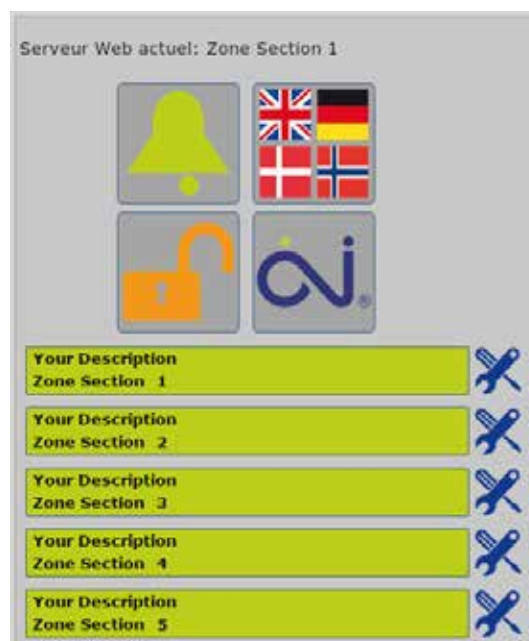 Serveur Web actuel: Zone Section 1
Your Description
Zone Section 1
Your Description
Zone Section 2
Your Description
Zone Section 3
Your Description
Zone Section 4
Your Description
Zone Section 5